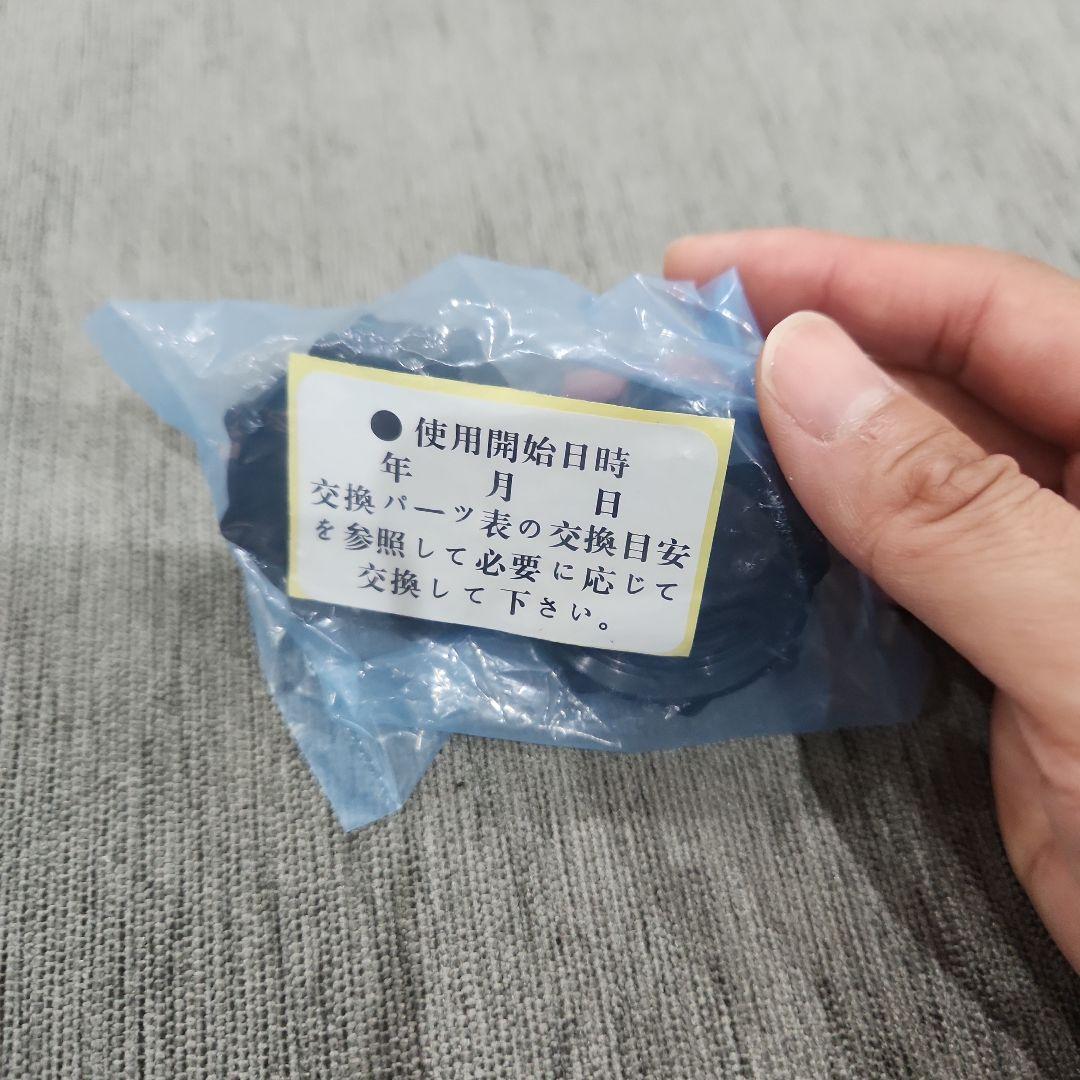 ●使用開始日時
年 月 日
交換パーツ表の交換目安
を参照して必要に応じて
交換して下さい。